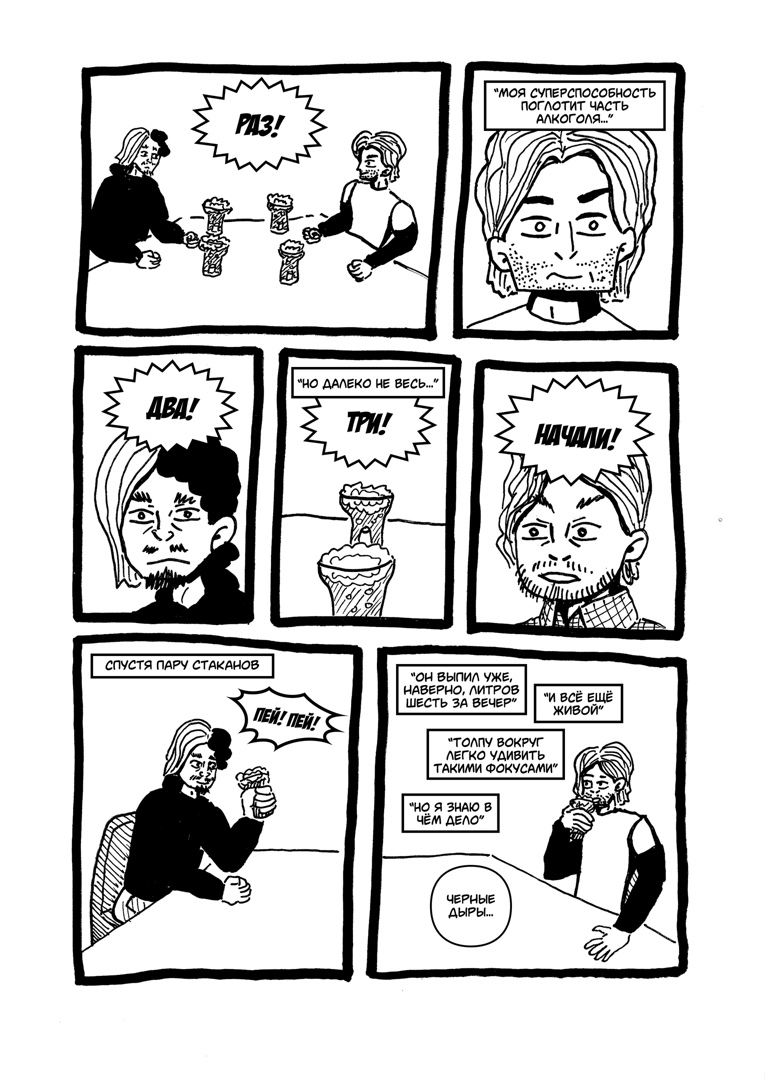 РАЗ!
"МОЯ СУПЕРСПОСОБНОСТЬ
ПОГЛОТИТ ЧАСТЬ
АЛКОГОЛЯ..."
ДВА!
"НО ДАЛЕКО НЕ ВЕСЬ..."
ТРИ!
НАЧАЛИ!
СПУСТЯ ПАРУ СТАКАНОВ
ПЕЙ! ПЕЙ!
"ОН ВЫПИЛ УЖЕ,
НАВЕРНО, ЛИТРОВ
ШЕСТЬ ЗА ВЕЧЕР"
"И ВСЁ ЕЩЁ
ЖИВОЙ"
"ТОЛПУ ВОКРУГ
ЛЕГКО УДИВИТЬ
ТАКИМИ ФОКУСАМИ"
"НО Я ЗНАЮ В
ЧЁМ ДЕЛО"
ЧЕРНЫЕ
ДЫРЫ...